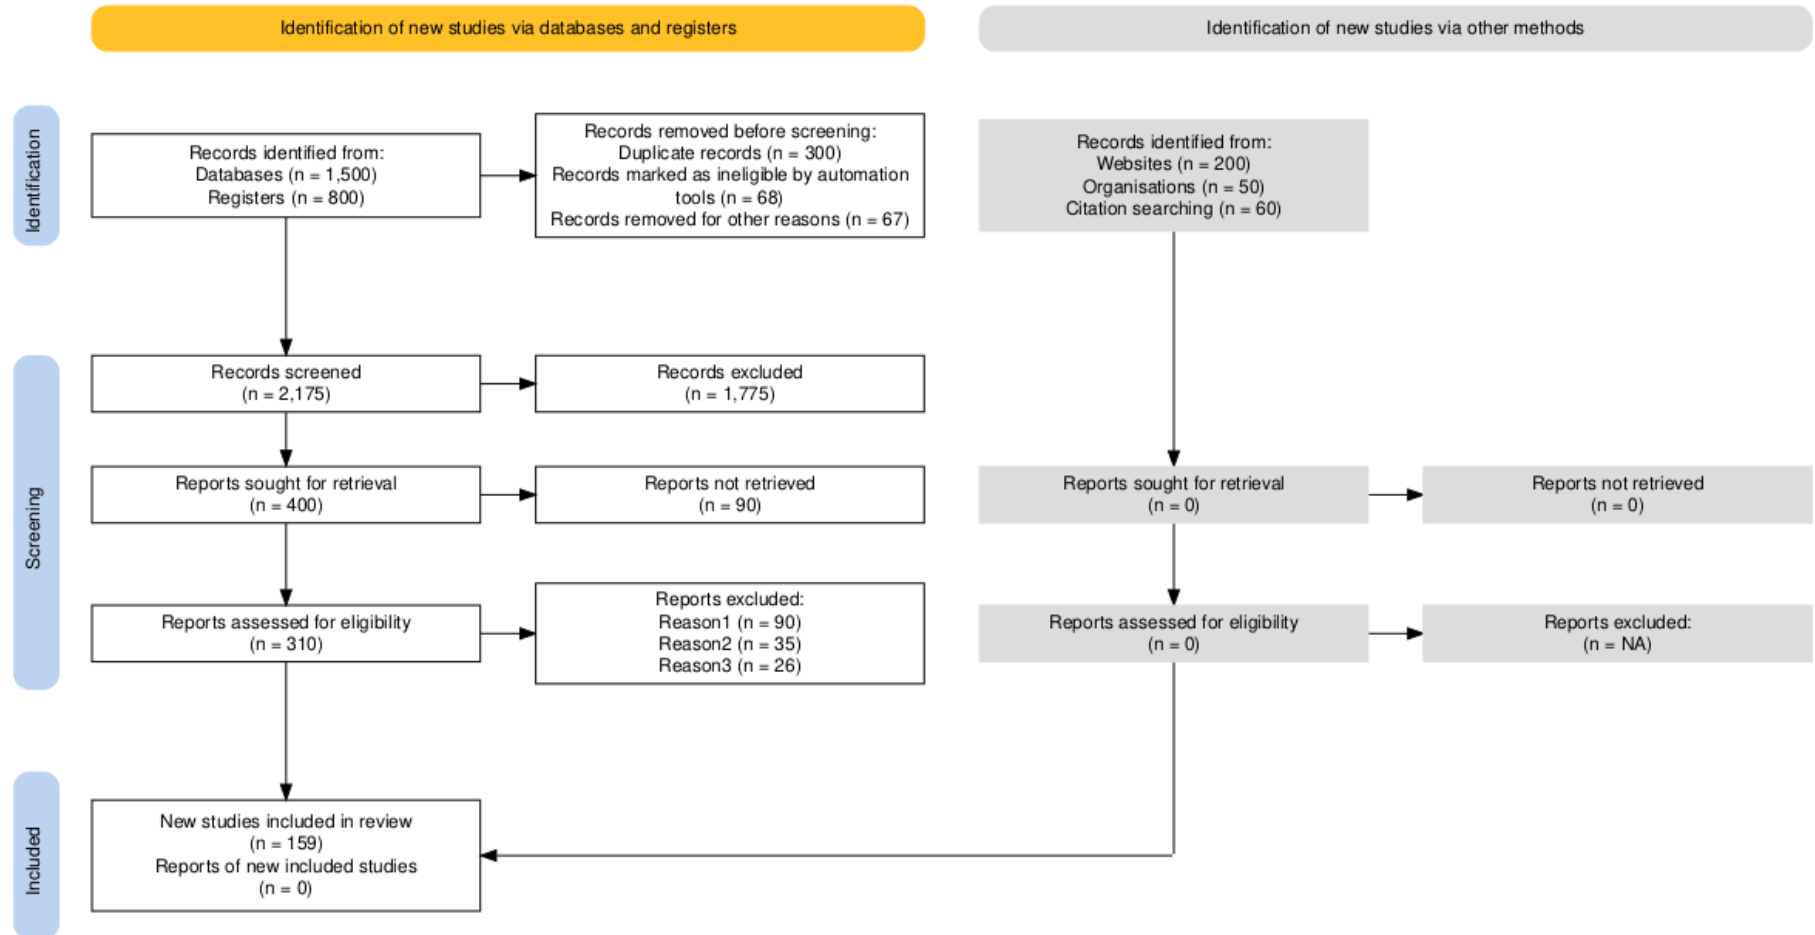 Identification of new studies via databases and registers
Identification of new studies via other methods
Identification
Records identified from:
Databases (n = 1,500)
Registers (n = 800)
Records removed before screening:
Duplicate records (n = 300)
Records marked as ineligible by automation
tools (n = 68)
Records removed for other reasons (n = 67)
Records identified from:
Websites (n = 200)
Organisations (n = 50)
Citation searching (n = 60)
Screening
Records screened
(n = 2,175)
Records excluded
(n = 1,775)
Reports sought for retrieval
(n = 400)
Reports not retrieved
(n = 90)
Reports sought for retrieval
(n = 0)
Reports not retrieved
(n = 0)
Reports assessed for eligibility
(n = 310)
Reports excluded:
Reason1 (n = 90)
Reason2 (n = 35)
Reason3 (n = 26)
Reports assessed for eligibility
(n = 0)
Reports excluded:
(n = NA)
Included
New studies included in review
(n = 159)
Reports of new included studies
(n = 0)